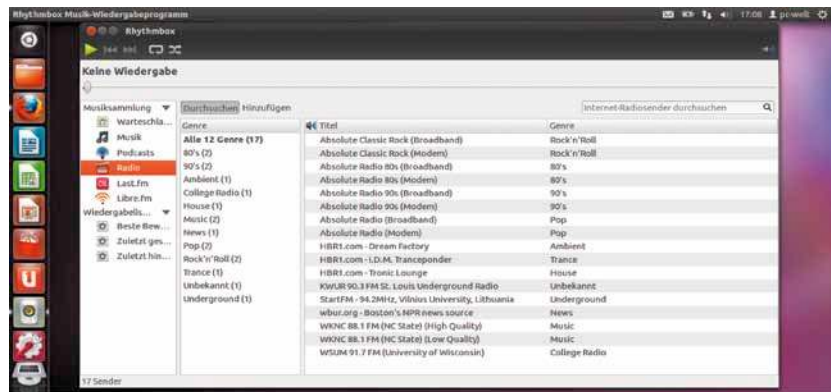 Rhythmbox Musik-Wiedergabeprogramm
17:08 pcwelt
Rhythmbox
Keine Wiedergabe
Musiksammlung
Warteschla...
Musik
Podcasts
Radio
Last.fm
Libre.fm
Wiedergabelis...
Beste Bew...
Zuletzt ges...
Zuletzt hin...
Durchsuchen Hinzufügen
Internet-Radiosender durchsuchen
Genre
Alle 12 Genre (17)
80's (2)
90's (2)
Ambient (1)
College Radio (1)
House (1)
Music (2)
News (1)
Pop (2)
Rock'n'Roll (2)
Trance (1)
Unbekannt (1)
Underground (1)
Titel Genre
Absolute Classic Rock (Broadband) Rock'n'Roll
Absolute Classic Rock (Modem) Rock'n'Roll
Absolute Radio 80s (Broadband) 80's
Absolute Radio 80s (Modem) 80's
Absolute Radio 90s (Broadband) 90's
Absolute Radio 90s (Modem) 90's
Absolute Radio (Broadband) Pop
Absolute Radio (Modem) Pop
HBR1.com - Dream Factory Ambient
HBR1.com - I.D.M. Tranceponder Trance
HBR1.com - Tronic Lounge House
KWUR 90.3 FM St. Louis Underground Radio Unbekannt
StartFM - 94.2MHz, Vilnius University, Lithuania Underground
wbur.org - Boston's NPR news source News
WKNC 88.1 FM (NC State) (High Quality) Music
WKNC 88.1 FM (NC State) (Low Quality) Music
WSUM 91.7 FM (University of Wisconsin) College Radio
17 Sender